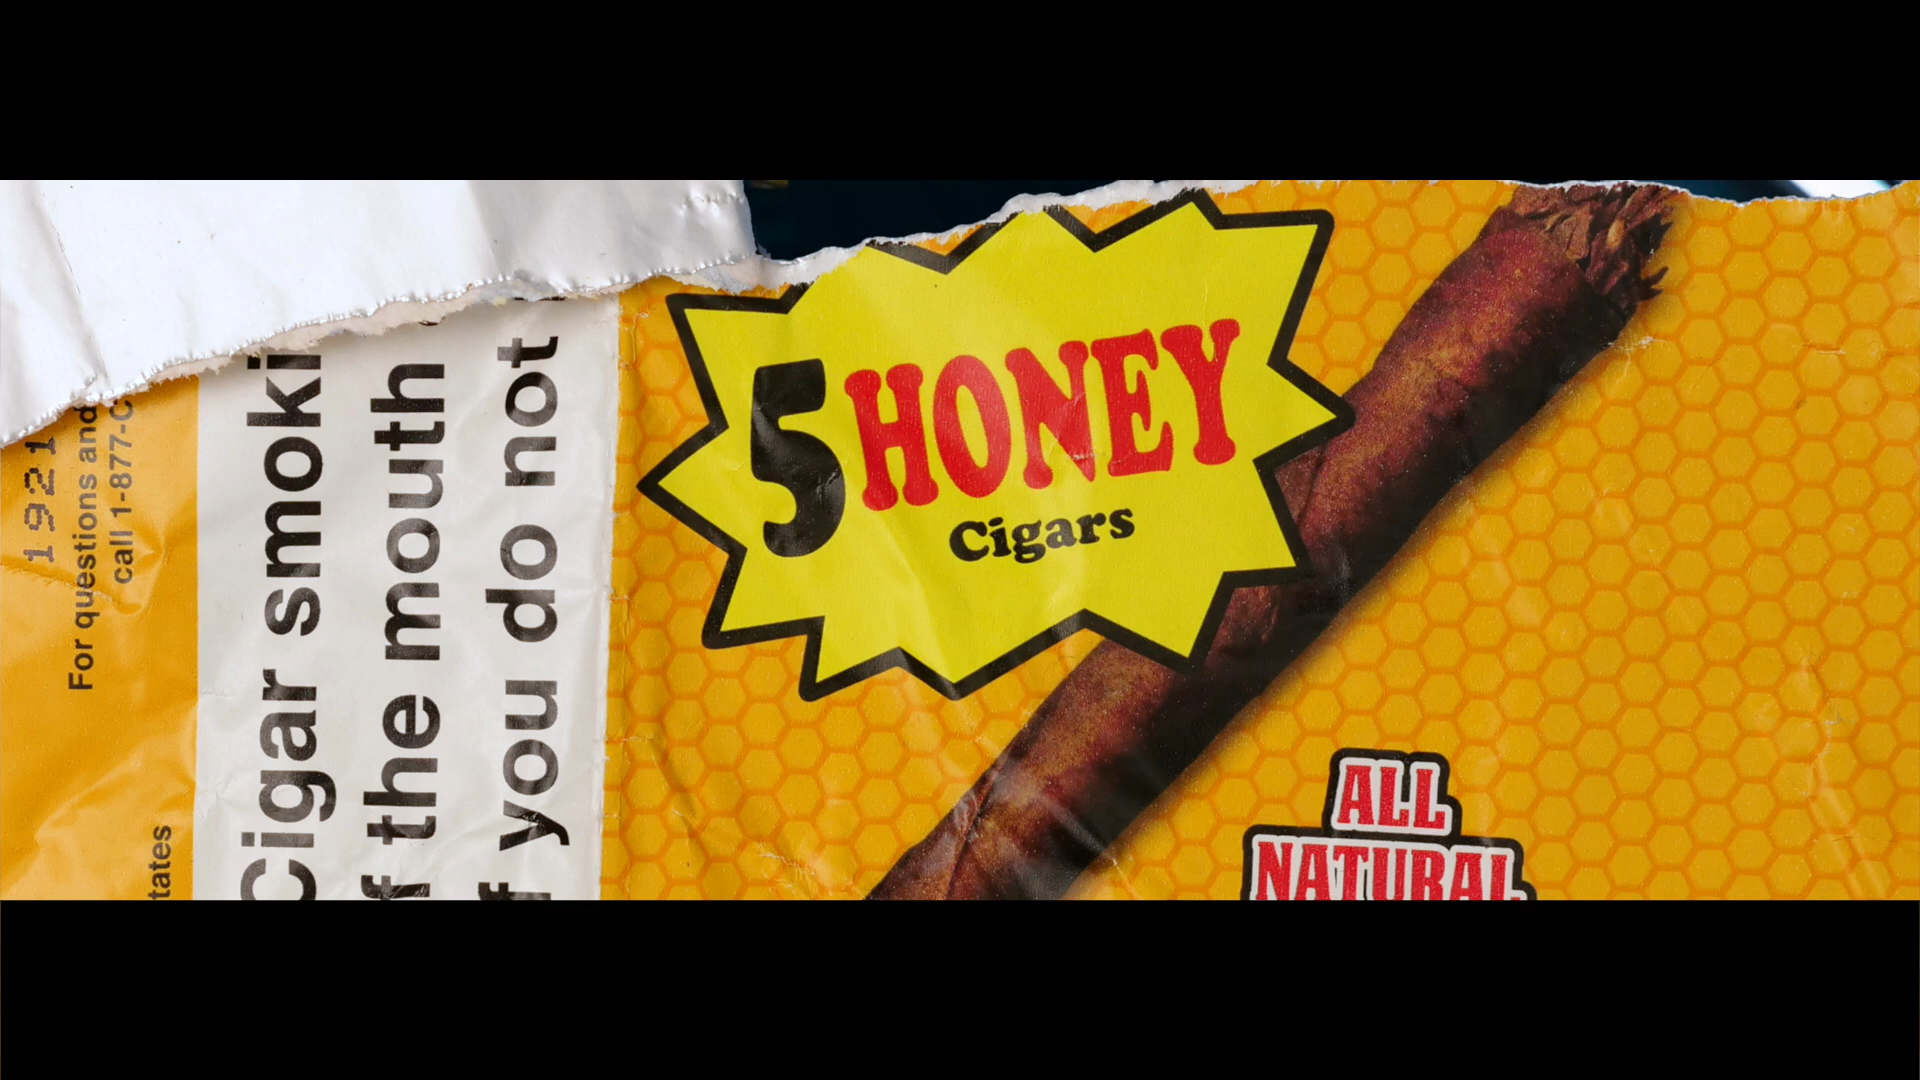 5 HONEY
Cigars
ALL
NATURAL
Cigar smoki
f the mouth
f you do not
1921
For questions and
call 1-877-C
tates